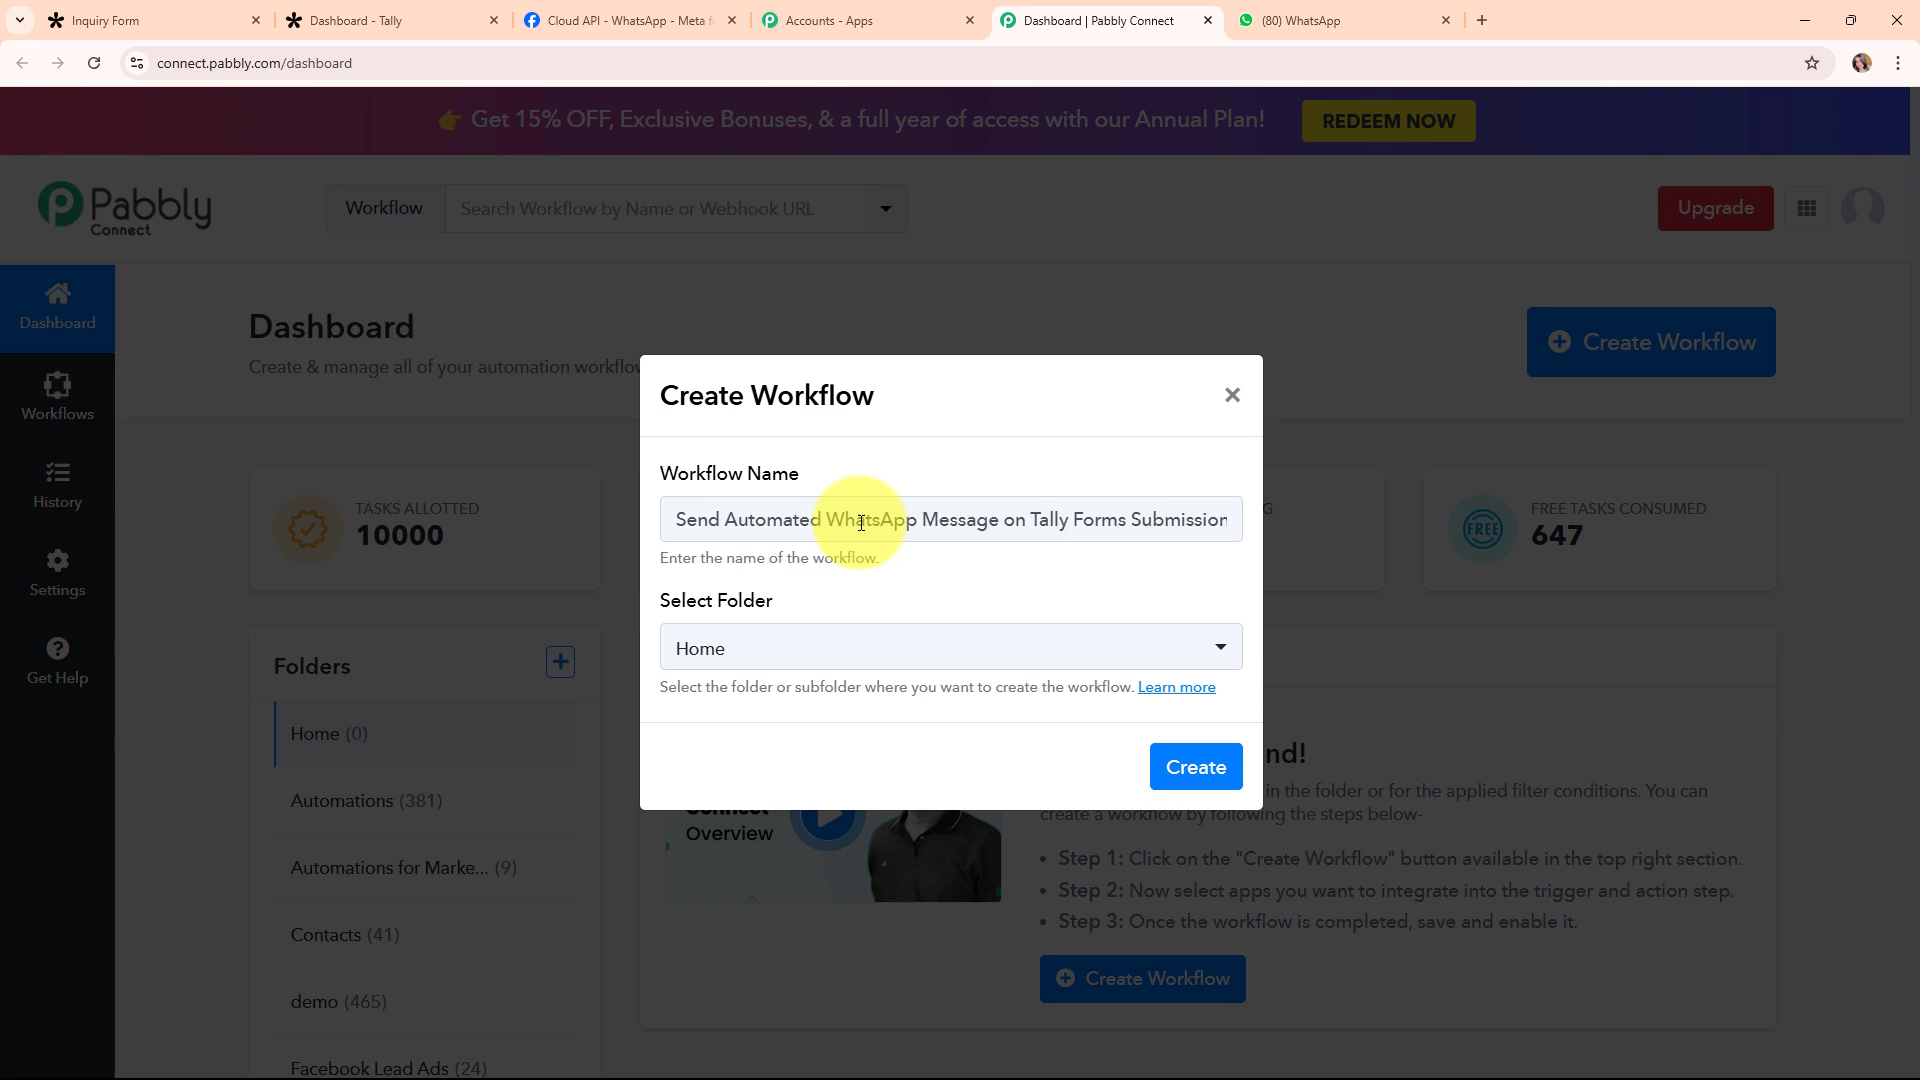 Inquiry Form
Dashboard - Tally
Cloud API - WhatsApp - Meta f
Accounts - Apps
Dashboard | Pabbly Connect
(80) WhatsApp
connect.pabbly.com/dashboard
Get 15% OFF, Exclusive Bonuses, & a full year of access with our Annual Plan!
REDEEM NOW
Pabbly
Connect
Workflow
Search Workflow by Name or Webhook URL
Upgrade
Dashboard
Workflows
History
Settings
Get Help
Dashboard
Create & manage all of your automation workflow
Create Workflow
TASKS ALLOTTED
10000
FREE TASKS CONSUMED
647
FREE
Create Workflow
Workflow Name
Send Automated WhatsApp Message on Tally Forms Submission
Enter the name of the workflow.
Select Folder
Home
Select the folder or subfolder where you want to create the workflow. Learn more
Create
Folders
Home (0)
Automations (381)
Automations for Marke... (9)
Contacts (41)
demo (465)
Facebook Lead Ads (24)
Connect
Overview
nd!
in the folder or for the applied filter conditions. You can
create a workflow by following the steps below-
Step 1: Click on the "Create Workflow" button available in the top right section.
Step 2: Now select apps you want to integrate into the trigger and action step.
Step 3: Once the workflow is completed, save and enable it.
Create Workflow